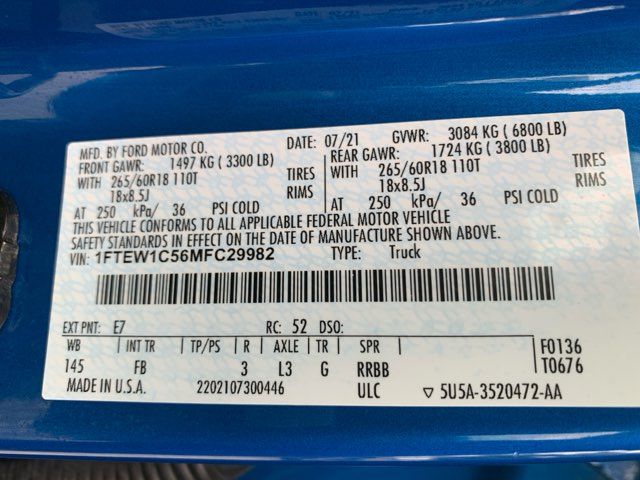 MFD. BY FORD MOTOR CO. DATE: 07/21 GVWR: 3084 KG ( 6800 LB)
FRONT GAWR: 1497 KG ( 3300 LB) REAR GAWR: 1724 KG ( 3800 LB)
WITH 265/60R18 110T TIRES WITH 265/60R18 110T TIRES
18x8.5J RIMS 18x8.5J RIMS
AT 250 kPa/ 36 PSI COLD AT 250 kPa/ 36 PSI COLD
THIS VEHICLE CONFORMS TO ALL APPLICABLE FEDERAL MOTOR VEHICLE
SAFETY STANDARDS IN EFFECT ON THE DATE OF MANUFACTURE SHOWN ABOVE.
VIN: 1FTEW1C56MFC29982 TYPE: Truck
EXT PNT: E7 RC: 52 DSO:
WB INT TR TP/PS R AXLE TR SPR F0136
145 FB 3 L3 G RRBB T0676
MADE IN U.S.A. 2202107300446 ULC ▽ 5U5A-3520472-AA